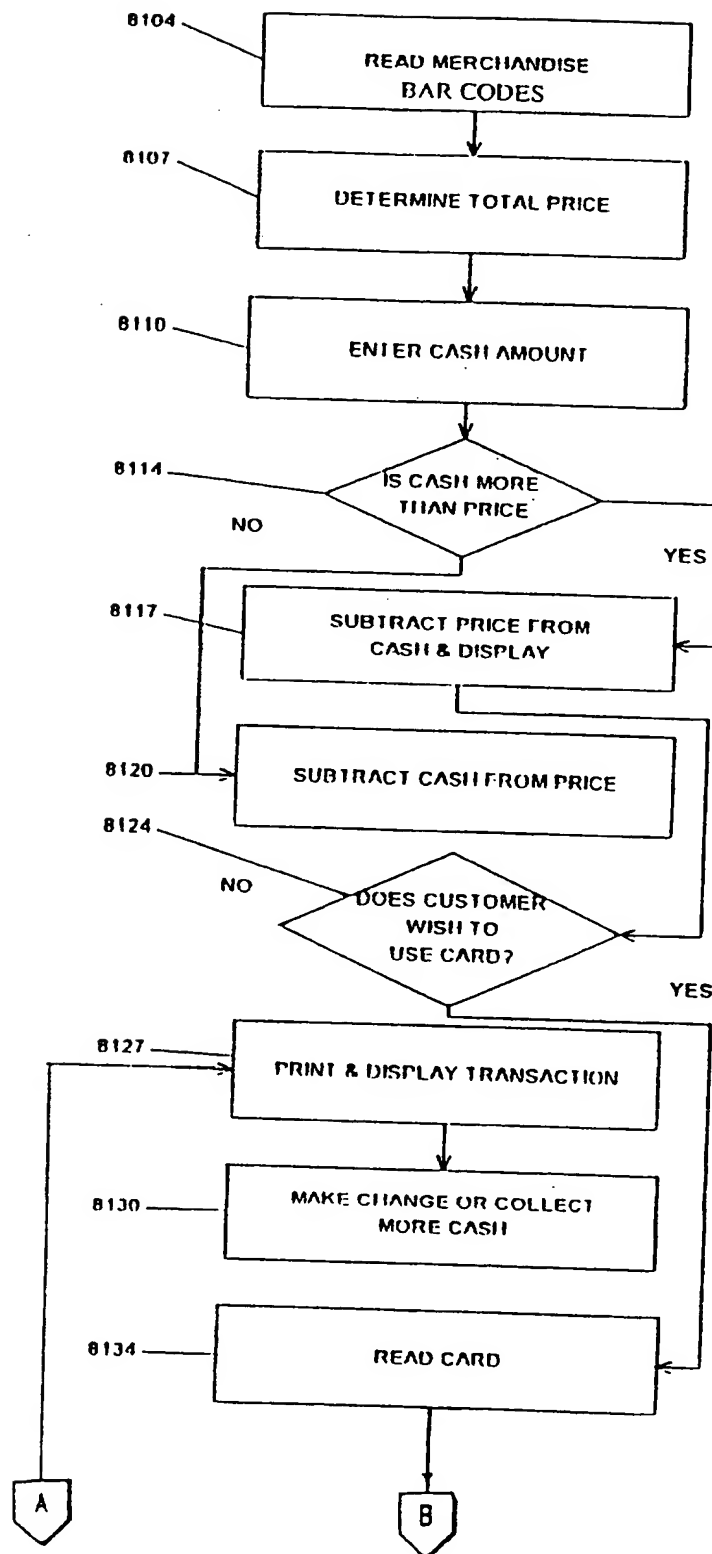 8104
READ MERCHANDISE
BAR CODES
8107
DETERMINE TOTAL PRICE
8110
ENTER CASH AMOUNT
8114
IS CASH MORE
THAN PRICE
NO
YES
8117
SUBTRACT PRICE FROM
CASH & DISPLAY
8120
SUBTRACT CASH FROM PRICE
8124
NO
DOES CUSTOMER
WISH TO
USE CARD?
YES
8127
PRINT & DISPLAY TRANSACTION
8130
MAKE CHANGE OR COLLECT
MORE CASH
8134
READ CARD
A
B